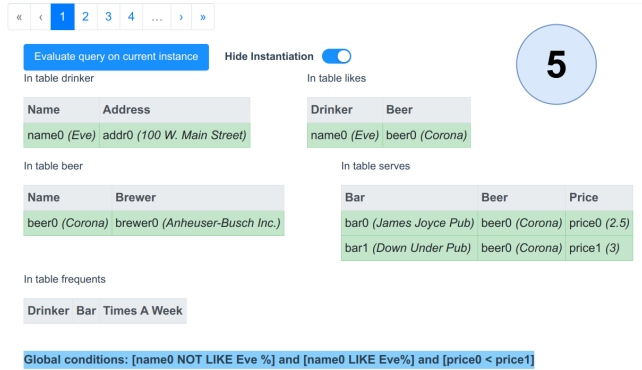 « ‹ 1 2 3 4 … › »
Evaluate query on current instance Hide Instantiation
5
In table drinker In table likes
Name Address Drinker Beer
name0 (Eve) addr0 (100 W. Main Street) name0 (Eve) beer0 (Corona)
In table beer In table serves
Name Brewer Bar Beer Price
beer0 (Corona) brewer0 (Anheuser-Busch Inc.) bar0 (James Joyce Pub) beer0 (Corona) price0 (2.5)
bar1 (Down Under Pub) beer0 (Corona) price1 (3)
In table frequents
Drinker Bar Times A Week
Global conditions: [name0 NOT LIKE Eve %] and [name0 LIKE Eve%] and [price0 < price1]